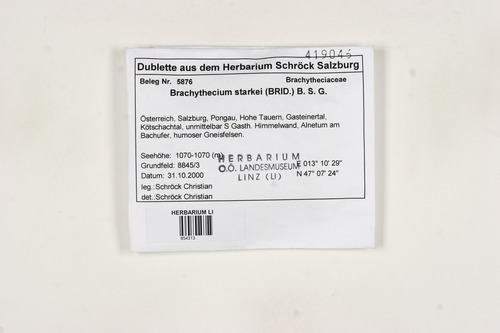 419046
Dublette aus dem Herbarium Schröck Salzburg
Beleg Nr. 5876 Brachytheciaceae
Brachythecium starkei (BRID.) B. S. G.
Österreich, Salzburg, Pongau, Hohe Tauern, Gasteinertal,
Kötschachtal, unmittelbar S Gasth. Himmelwand, Alnetum am
Bachufer, humoser Gneisfelsen.
Seehöhe: 1070-1070 (m)
HERBARIUM
Grundfeld: 8845/3
O.Ö. LANDESMUSEUM
E 013° 10' 29"
Datum: 31.10.2000
LINZ (LI)
N 47° 07' 24"
leg.:Schröck Christian
det.:Schröck Christian
HERBARIUM LI
654313